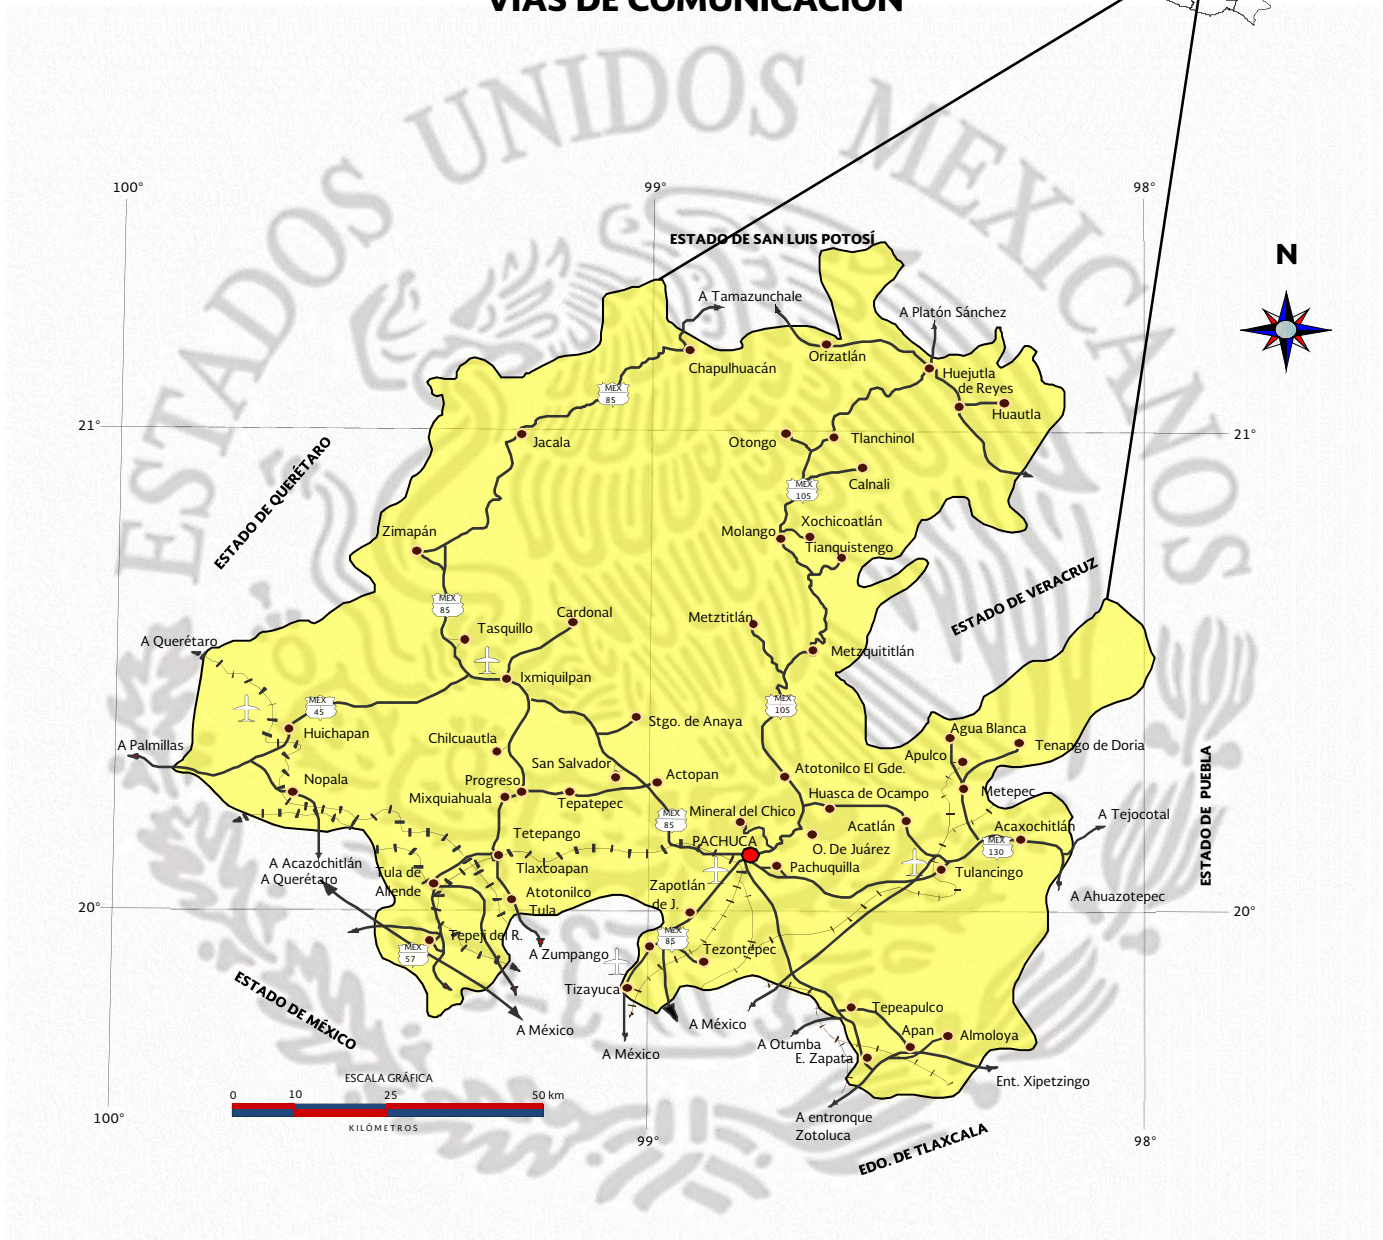 VÍAS DE COMUNICACIÓN
ESTADOS UNIDOS MEXICANOS
100°
99°
98°
ESTADO DE SAN LUIS POTOSÍ
N
A Tamazunchale
A Platón Sánchez
Orizatlán
Chapulhuacán
Huejutla
de Reyes
MEX
85
Huautla
21°
21°
Jacala
Otongo
Tlanchinol
ESTADO DE QUERÉTARO
Calnali
MEX
105
Zimapán
Xochicoatlán
Molango
Tianquistengo
ESTADO DE VERACRUZ
MEX
85
Cardonal
Metztitlán
Tasquillo
A Querétaro
Metzquititlán
Ixmiquilpan
MEX
45
MEX
105
Stgo. de Anaya
Huichapan
Agua Blanca
Chilcuautla
A Palmillas
Tenango de Doria
Apulco
San Salvador
Atotonilco El Gde.
Nopala
Progreso
Actopan
Metepec
Mixquiahuala
Tepatepec
Huasca de Ocampo
ESTADO DE PUEBLA
Mineral del Chico
A Tejocotal
MEX
85
Acatlán
Acaxochitlán
Tetepango
PACHUCA
O. De Juárez
MEX
130
A Acazochitlán
Tula de
Allende
Tlaxcoapan
Pachuquilla
Tulancingo
A Querétaro
Zapotlán
de J.
Atotonilco
Tula
A Ahuazotepec
20°
20°
Tepeji del R.
MEX
85
MEX
57
A Zumpango
Tezontepec
ESTADO DE MÉXICO
Tizayuca
Tepeapulco
A México
A México
Apan
Almoloya
A Otumba
A México
E. Zapata
ESCALA GRÁFICA
Ent. Xipetzingo
0 10 25 50 km
KILÓMETROS
100°
A entronque
Zotoluca
99°
98°
EDO. DE TLAXCALA